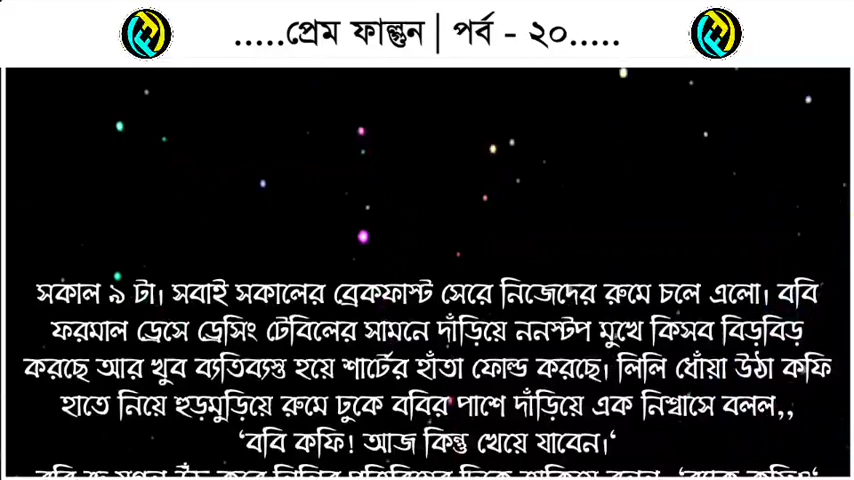 .....প্রেম ফাল্গুন | পর্ব - ২০.....
সকাল ৯ টা। সবাই সকালের ব্রেকফাস্ট সেরে নিজেদের রুমে চলে এলো। ববি
ফরমাল ড্রেসে ড্রেসিং টেবিলের সামনে দাঁড়িয়ে ননস্টপ মুখে কিসব বিড়বিড়
করছে আর খুব ব্যতিব্যস্ত হয়ে শার্টের হাঁতা ফোল্ড করছে। লিলি ধোঁয়া উঠা কফি
হাতে নিয়ে হুড়মুড়িয়ে রুমে ঢুকে ববির পাশে দাঁড়িয়ে এক নিশ্বাসে বলল,,
‘ববি কফি! আজ কিন্তু খেয়ে যাবেন।‘